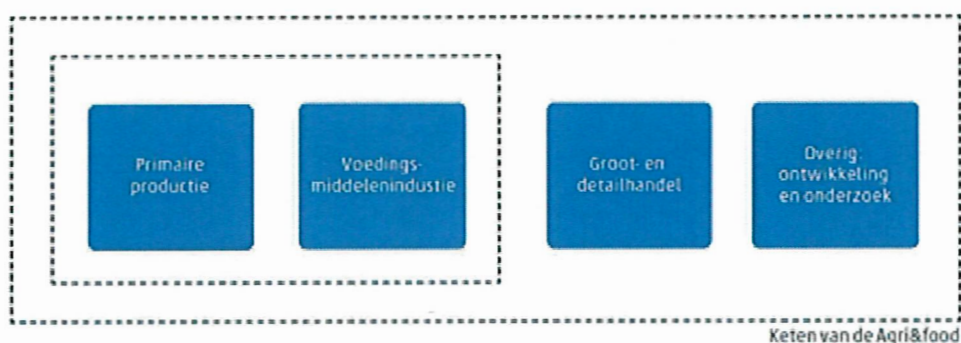 Primaire
productie
Voedings-
middelenindustie
Groot- en
detailhandel
Overig:
ontwikkeling
en onderzoek
Keten van de Agri&food